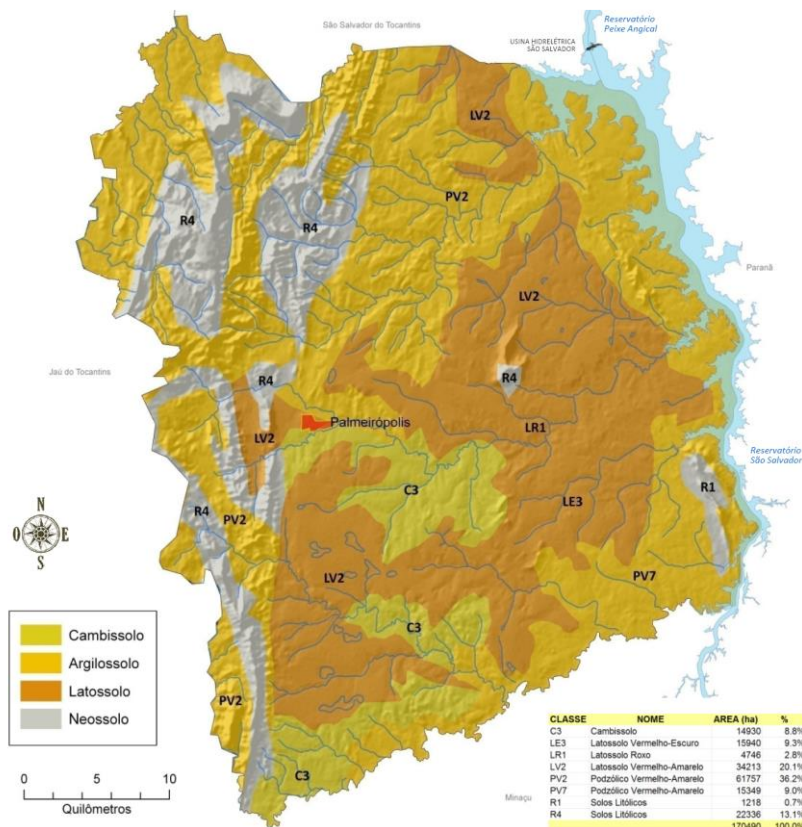 São Salvador do Tocantins
Reservatório
Peixe Angical
USINA HIDRELÉTRICA
SÃO SALVADOR
LV2
PV2
R4
R4
LV2
Paranã
Jaú do Tocantins
R4
R4
Palmeirópolis
LR1
LV2
Reservatório
São Salvador
C3
LE3
R1
R4
PV2
N
O E
S
LV2
PV7
C3
Cambissolo
Argilossolo
Latossolo
Neossolo
PV2
C3
0 5 10
Quilômetros
Minaçu
CLASSE NOME AREA (ha) %
C3 Cambissolo 14930 8.8%
LE3 Latossolo Vermelho-Escuro 15940 9.3%
LR1 Latossolo Roxo 4746 2.8%
LV2 Latossolo Vermelho-Amarelo 34213 20.1%
PV2 Podzólico Vermelho-Amarelo 61757 36.2%
PV7 Podzólico Vermelho-Amarelo 15349 9.0%
R1 Solos Litólicos 1218 0.7%
R4 Solos Litólicos 22336 13.1%
170490 100.0%